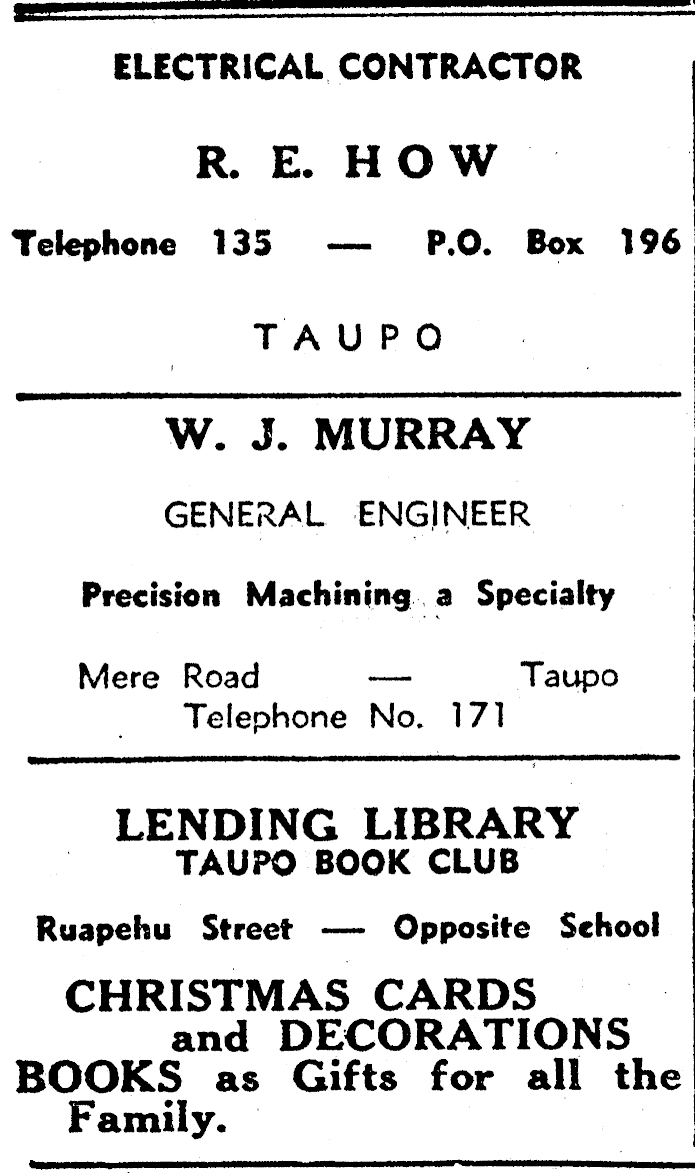 ELECTRICAL CONTRACTOR
R. E. HOW
Telephone 135 — P.O. Box 196
TAUPO
W. J. MURRAY
GENERAL ENGINEER
Precision Machining a Specialty
Mere Road — Taupo
Telephone No. 171
LENDING LIBRARY
TAUPO BOOK CLUB
Ruapehu Street — Opposite School
CHRISTMAS CARDS
and DECORATIONS
BOOKS as Gifts for all the
Family.